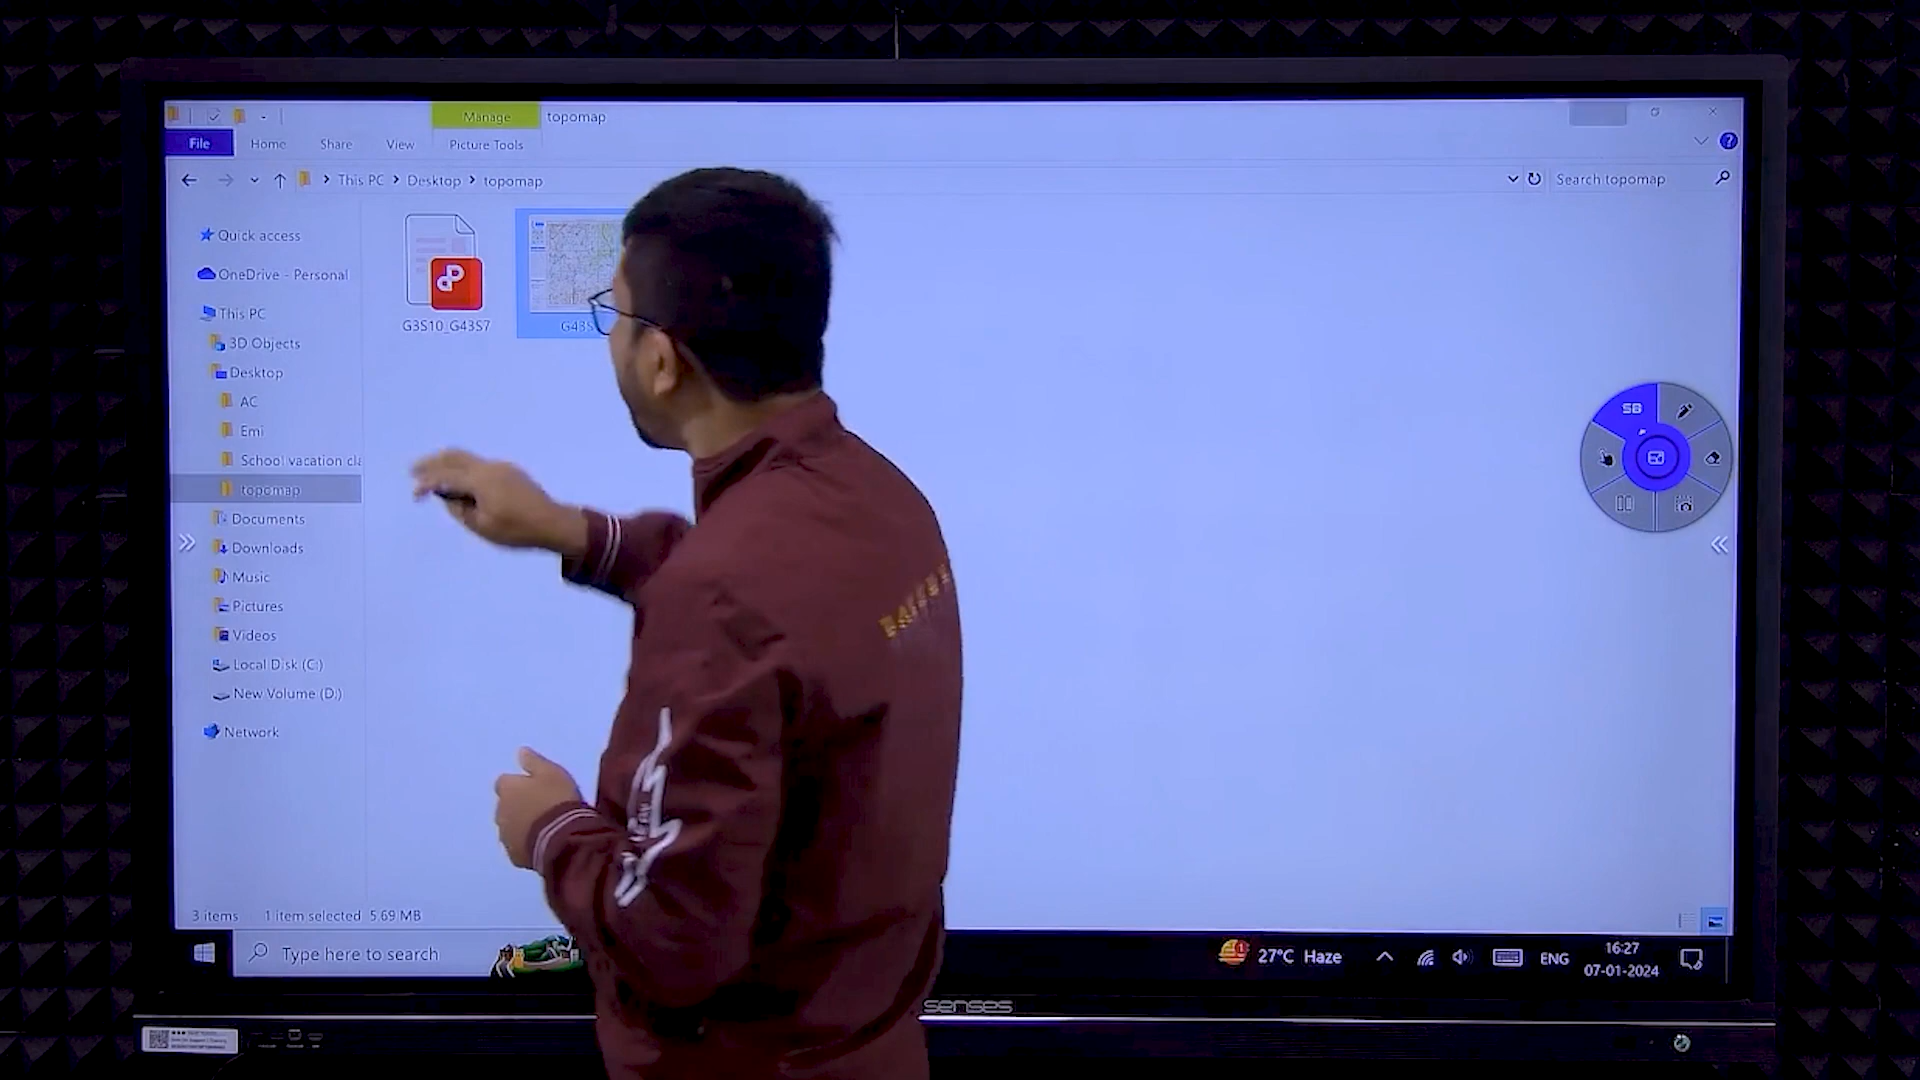 Manage topomap
File Home Share View Picture Tools
This PC Desktop topomap
Search topomap
Quick access
OneDrive - Personal
This PC
3D Objects
Desktop
AC
Emi
School vacation cla
topomap
Documents
Downloads
Music
Pictures
Videos
Local Disk (C:)
New Volume (D:)
Network
G3S10_G43S7
G43S
SB
3 items 1 item selected 5.69 MB
Type here to search
27°C Haze
ENG
16:27
07-01-2024
senses